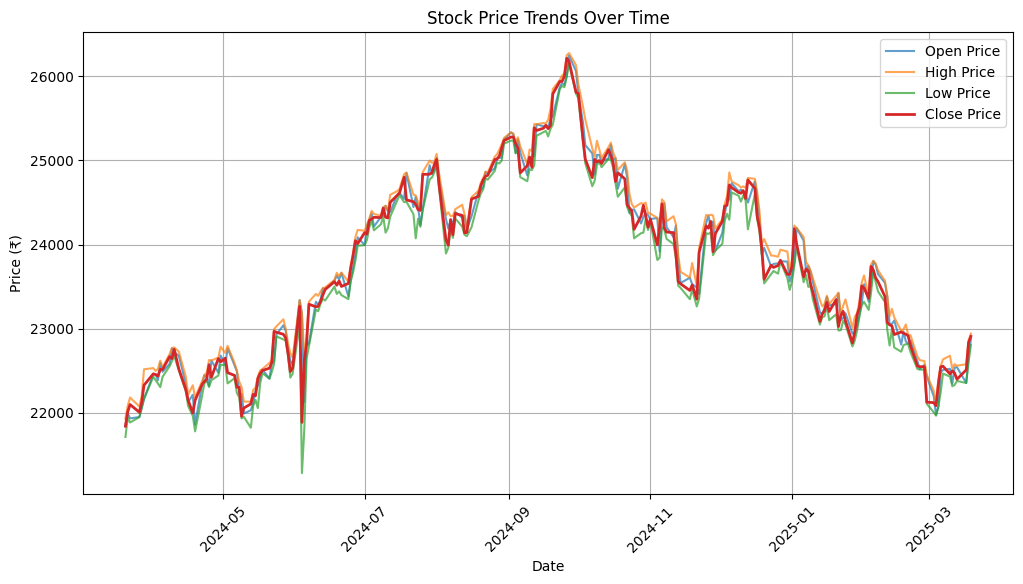 Stock Price Trends Over Time
Open Price
High Price
Low Price
Close Price
Price (₹)
26000
25000
24000
23000
22000
2024-05
2024-07
2024-09
2024-11
2025-01
2025-03
Date